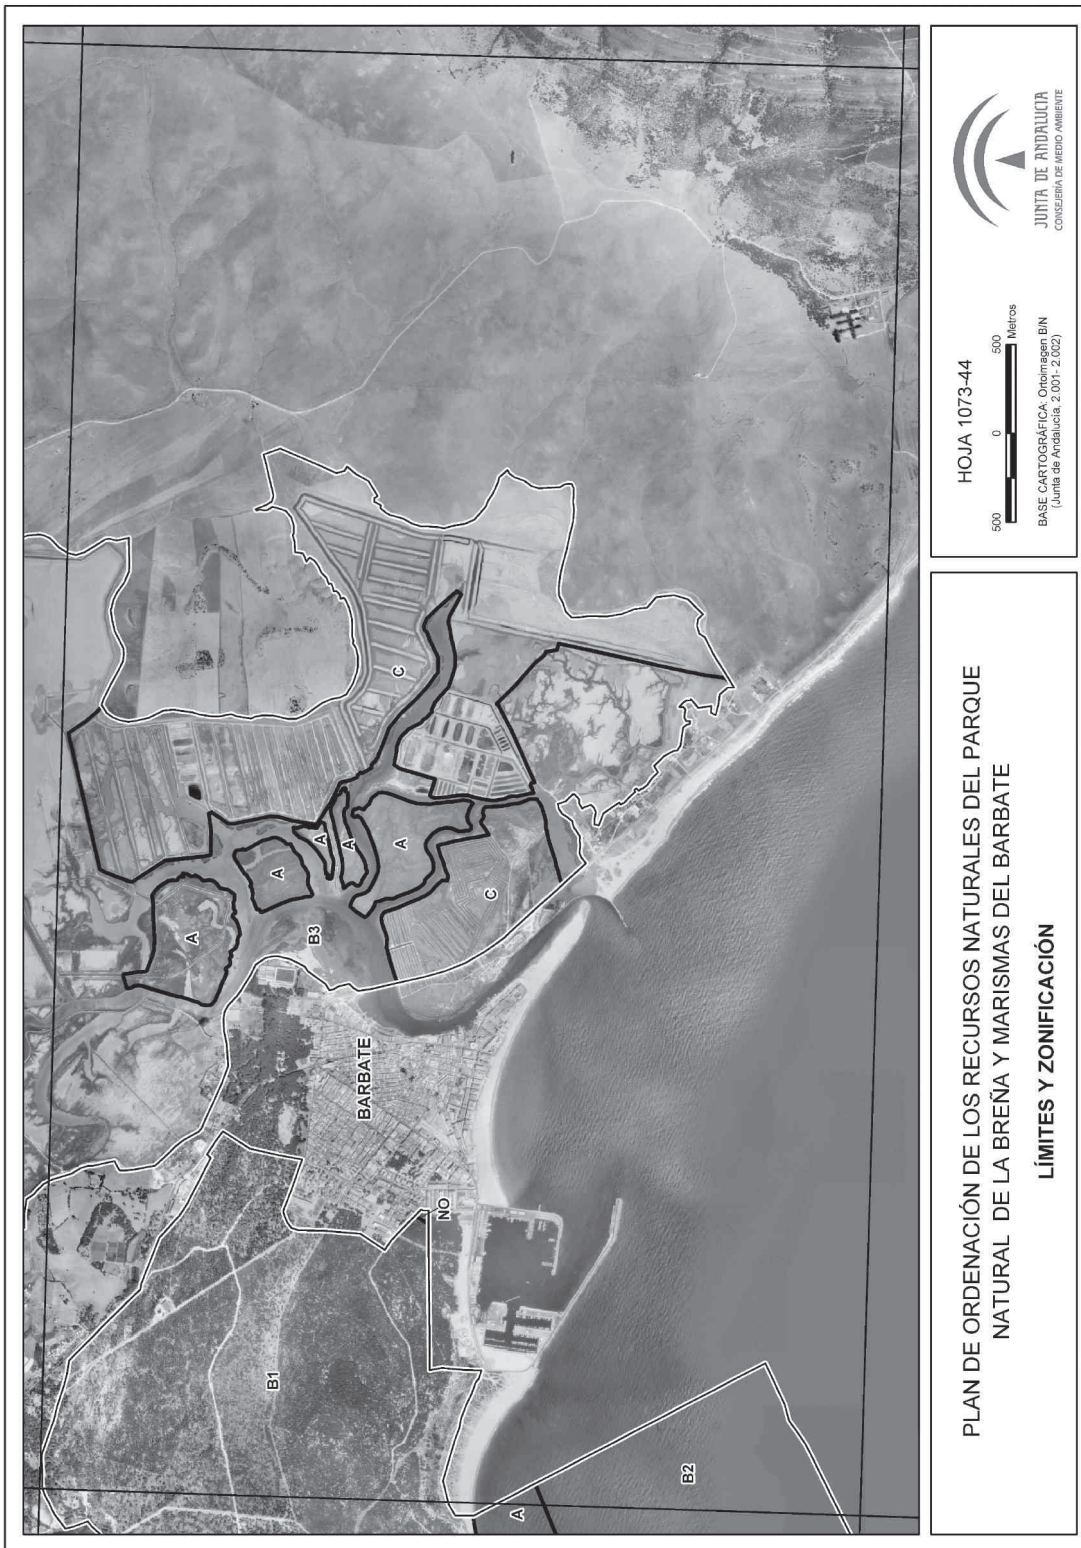 A
A
A
A
A
C
C
B3
BARBATE
NO
B1
B2
A
PLAN DE ORDENACIÓN DE LOS RECURSOS NATURALES DEL PARQUE
NATURAL DE LA BREÑA Y MARISMAS DEL BARBATE
LÍMITES Y ZONIFICACIÓN
HOJA 1073-44
500 0 500
Metros
BASE CARTOGRÁFICA: Ortoimagen B/N
(Junta de Andalucía, 2.001- 2.002)
JUNTA DE ANDALUCIA
CONSEJERÍA DE MEDIO AMBIENTE